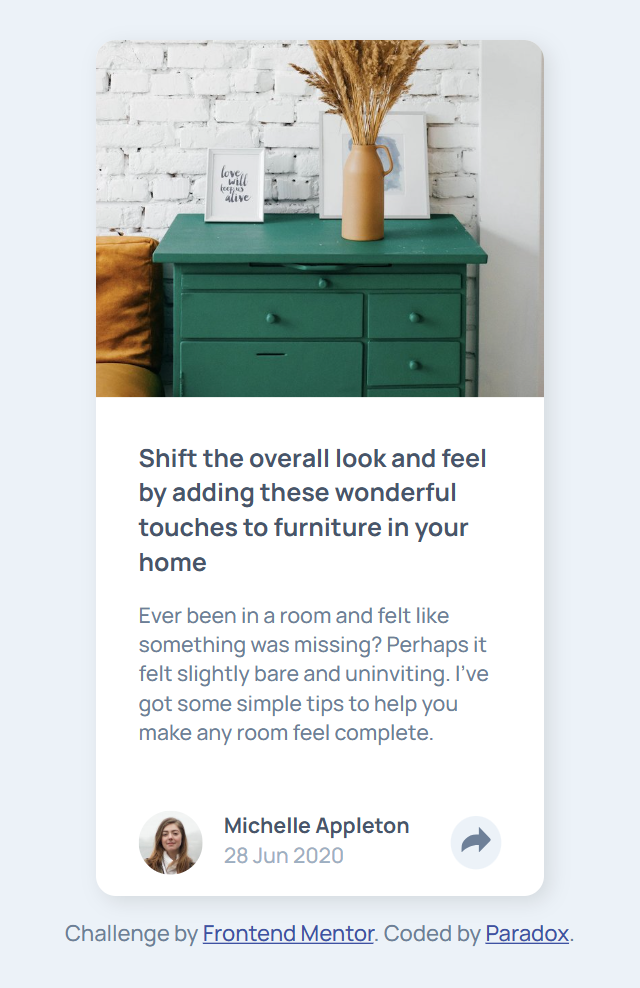 love
will
keep us
alive
Shift the overall look and feel
by adding these wonderful
touches to furniture in your
home
Ever been in a room and felt like
something was missing? Perhaps it
felt slightly bare and uninviting. I've
got some simple tips to help you
make any room feel complete.
Michelle Appleton
28 Jun 2020
Challenge by Frontend Mentor. Coded by Paradox.